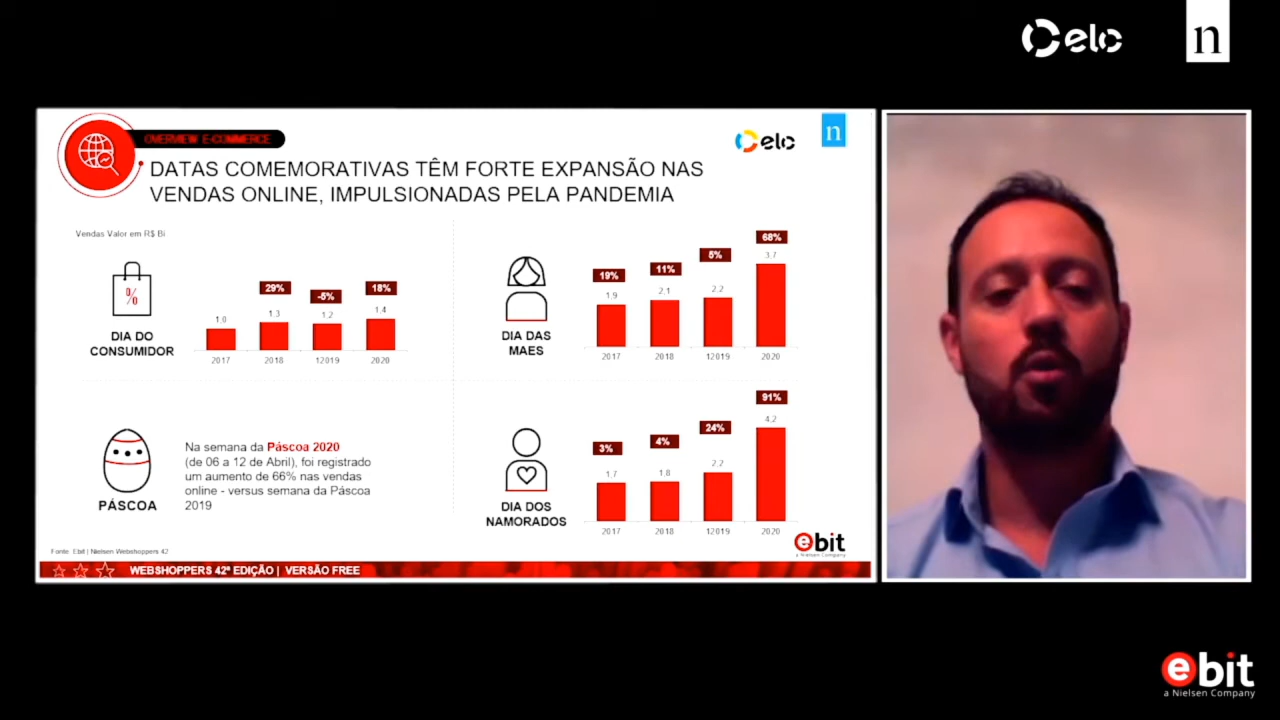 elo
n
OVERVIEW E-COMMERCE
elo
n
DATAS COMEMORATIVAS TÊM FORTE EXPANSÃO NAS
VENDAS ONLINE, IMPULSIONADAS PELA PANDEMIA
Vendas Valor em R$ Bi
%
DIA DO
CONSUMIDOR
29%
-5%
18%
1,0
1,3
1,2
1,4
2017
2018
12019
2020
DIA DAS
MAES
19%
11%
5%
68%
1,9
2,1
2,2
3,7
2017
2018
12019
2020
PÁSCOA
Na semana da Páscoa 2020
(de 06 a 12 de Abril), foi registrado
um aumento de 66% nas vendas
online - versus semana da Páscoa
2019
DIA DOS
NAMORADOS
3%
4%
24%
91%
1,7
1,8
2,2
4,2
2017
2018
12019
2020
ebit
a Nielsen Company
Fonte: Ebit | Nielsen Webshoppers 42
WEBSHOPPERS 42ª EDIÇÃO | VERSÃO FREE
ebit
a Nielsen Company